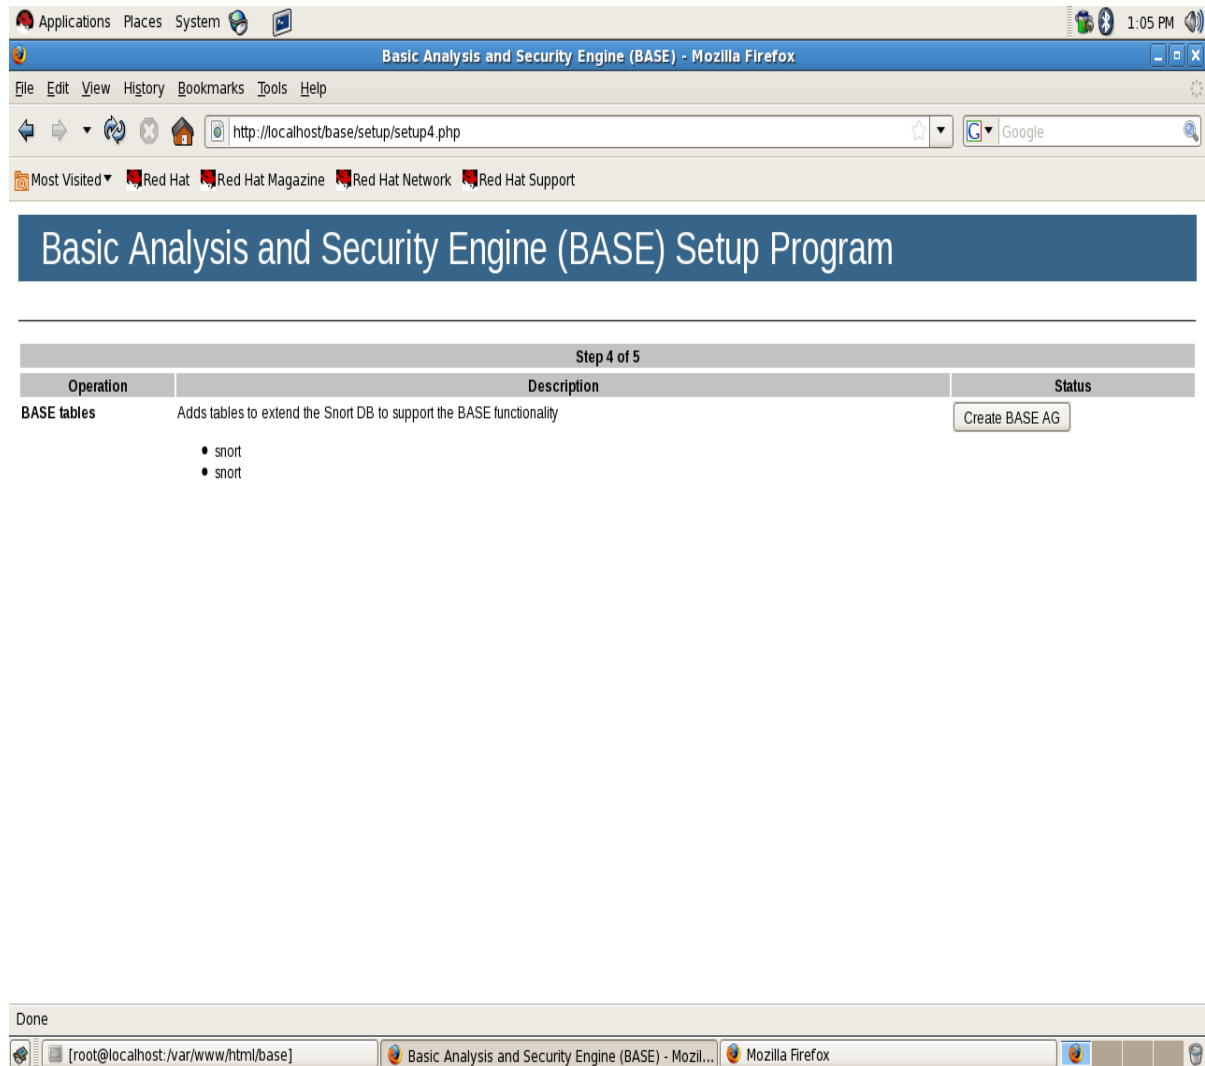 Applications Places System 1:05 PM
Basic Analysis and Security Engine (BASE) - Mozilla Firefox
File Edit View History Bookmarks Tools Help
http://localhost/base/setup/setup4.php G Google
Most Visited Red Hat Red Hat Magazine Red Hat Network Red Hat Support
Basic Analysis and Security Engine (BASE) Setup Program
Step 4 of 5
Operation Description Status
BASE tables Adds tables to extend the Snort DB to support the BASE functionality Create BASE AG
• snort
• snort
Done
[root@localhost:/var/www/html/base] Basic Analysis and Security Engine (BASE) - Mozil... Mozilla Firefox